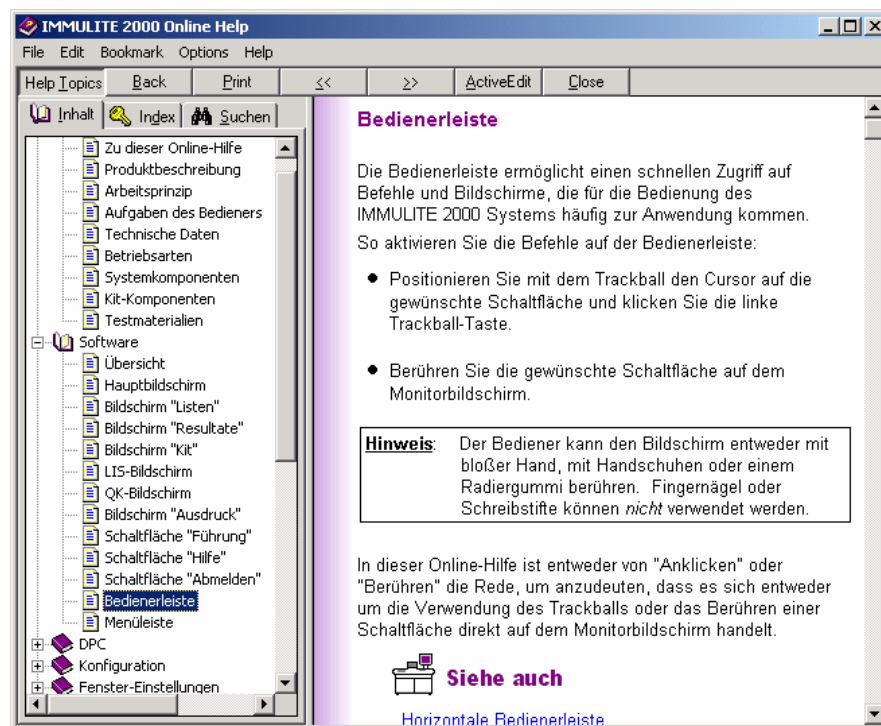 IMMULITE 2000 Online Help
File Edit Bookmark Options Help
Help Topics Back Print << >> ActiveEdit Close
Inhalt Index Suchen
Zu dieser Online-Hilfe
Produktbeschreibung
Arbeitsprinzip
Aufgaben des Bedieners
Technische Daten
Betriebsarten
Systemkomponenten
Kit-Komponenten
Testmaterialien
Software
Übersicht
Hauptbildschirm
Bildschirm "Listen"
Bildschirm "Resultate"
Bildschirm "Kit"
LIS-Bildschirm
QK-Bildschirm
Bildschirm "Ausdruck"
Schaltfläche "Führung"
Schaltfläche "Hilfe"
Schaltfläche "Abmelden"
Bedienerleiste
Menüleiste
DPC
Konfiguration
Fenster-Einstellungen
Bedienerleiste
Die Bedienerleiste ermöglicht einen schnellen Zugriff auf
Befehle und Bildschirme, die für die Bedienung des
IMMULITE 2000 Systems häufig zur Anwendung kommen.
So aktivieren Sie die Befehle auf der Bedienerleiste:
● Positionieren Sie mit dem Trackball den Cursor auf die
gewünschte Schaltfläche und klicken Sie die linke
Trackball-Taste.
● Berühren Sie die gewünschte Schaltfläche auf dem
Monitorbildschirm.
Hinweis: Der Bediener kann den Bildschirm entweder mit
bloßer Hand, mit Handschuhen oder einem
Radiergummi berühren. Fingernägel oder
Schreibstifte können nicht verwendet werden.
In dieser Online-Hilfe ist entweder von "Anklicken" oder
"Berühren" die Rede, um anzudeuten, dass es sich entweder
um die Verwendung des Trackballs oder das Berühren einer
Schaltfläche direkt auf dem Monitorbildschirm handelt.
Siehe auch
Horizontale Bedienerleiste